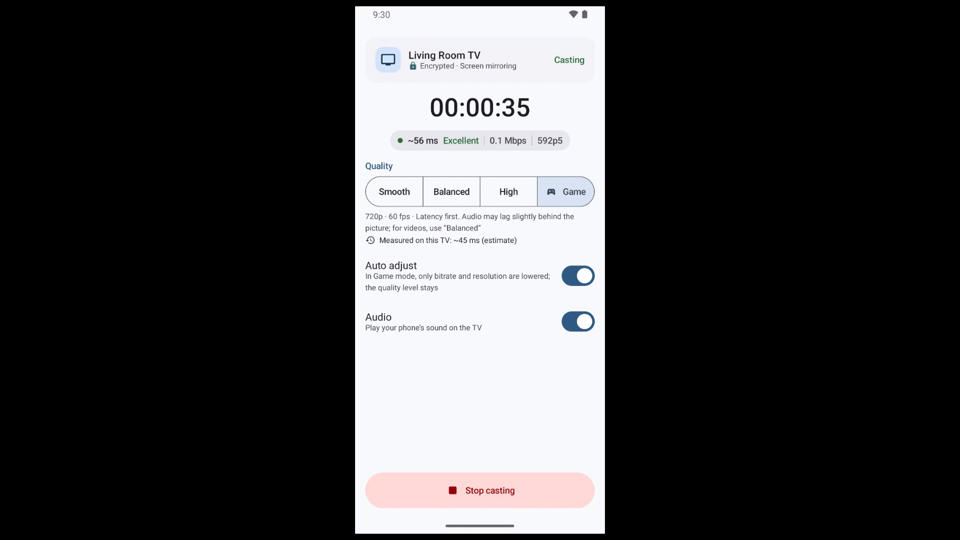 9:30
Living Room TV
Encrypted · Screen mirroring
Casting
00:00:35
~56 ms Excellent 0.1 Mbps 592p5
Quality
Smooth Balanced High Game
720p · 60 fps · Latency first. Audio may lag slightly behind the
picture; for videos, use "Balanced"
Measured on this TV: ~45 ms (estimate)
Auto adjust
In Game mode, only bitrate and resolution are lowered;
the quality level stays
Audio
Play your phone's sound on the TV
Stop casting